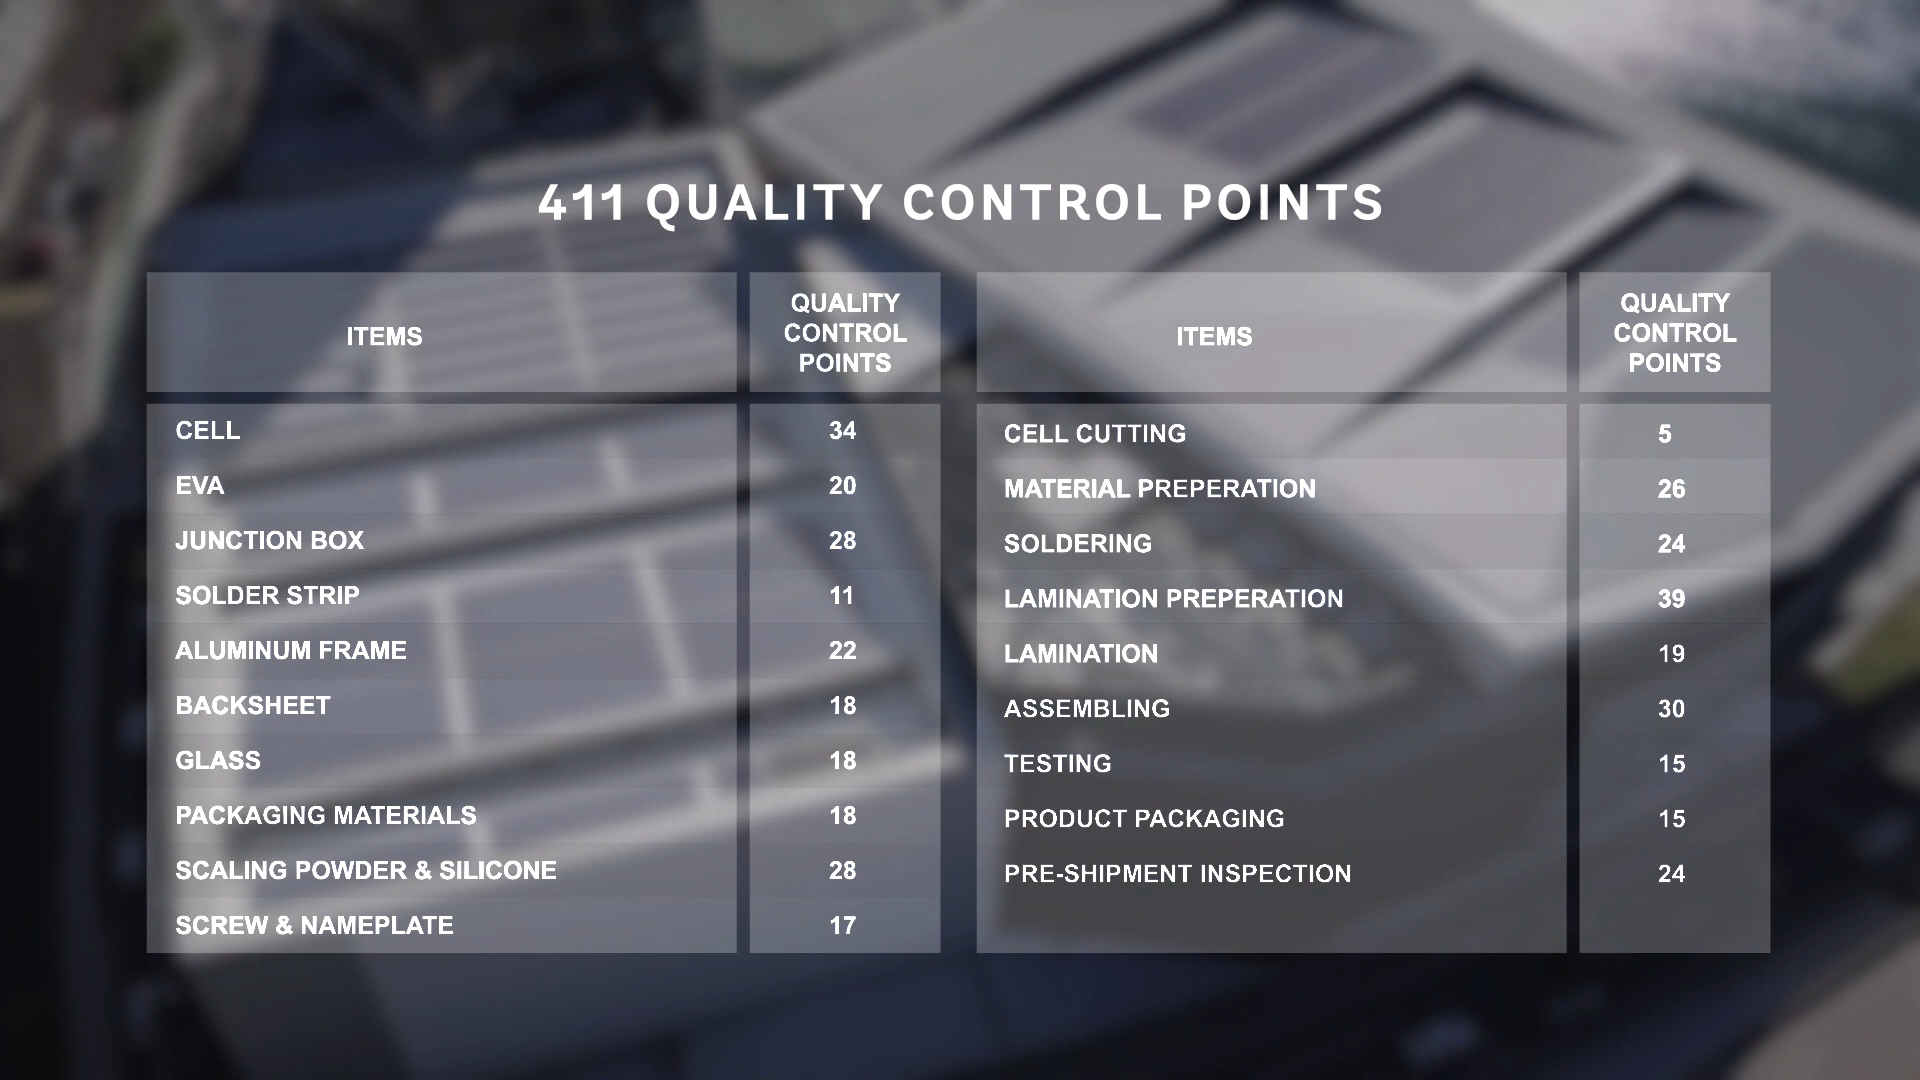 411 QUALITY CONTROL POINTS
ITEMS
QUALITY
CONTROL
POINTS
CELL 34
EVA 20
JUNCTION BOX 28
SOLDER STRIP 11
ALUMINUM FRAME 22
BACKSHEET 18
GLASS 18
PACKAGING MATERIALS 18
SCALING POWDER & SILICONE 28
SCREW & NAMEPLATE 17
ITEMS
QUALITY
CONTROL
POINTS
CELL CUTTING 5
MATERIAL PREPERATION 26
SOLDERING 24
LAMINATION PREPERATION 39
LAMINATION 19
ASSEMBLING 30
TESTING 15
PRODUCT PACKAGING 15
PRE-SHIPMENT INSPECTION 24